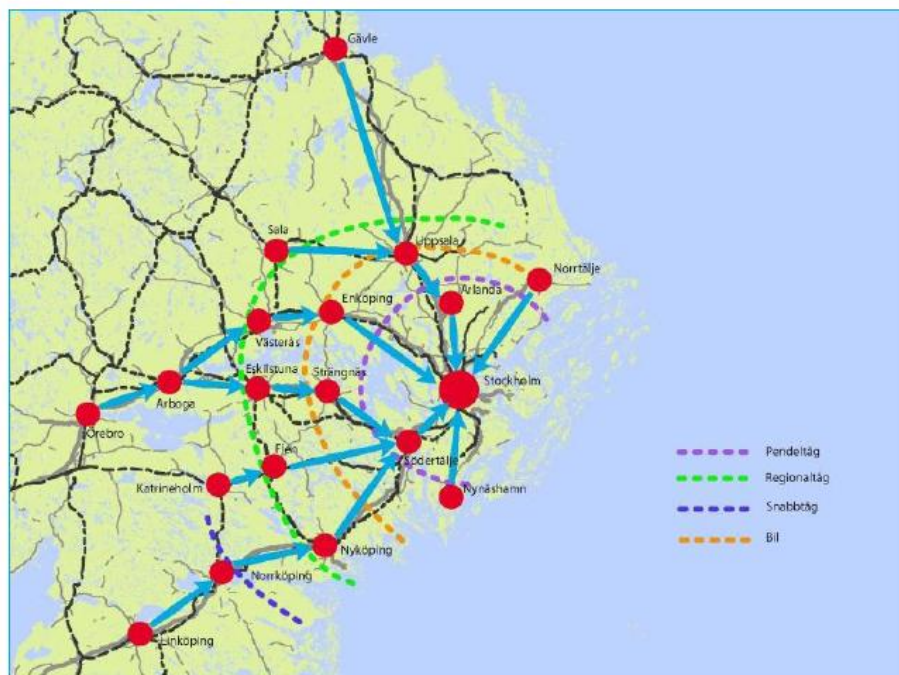 Gävle
Sala
Uppsala
Norrtälje
Arlanda
Enköping
Västerås
Eskilstuna
Strängnäs
Stockholm
Arboga
Örebro
Flen
Södertälje
Katrineholm
Nynäshamn
Nyköping
Norrköping
Linköping
Pendeltåg
Regionaltåg
Snabbtåg
Bil